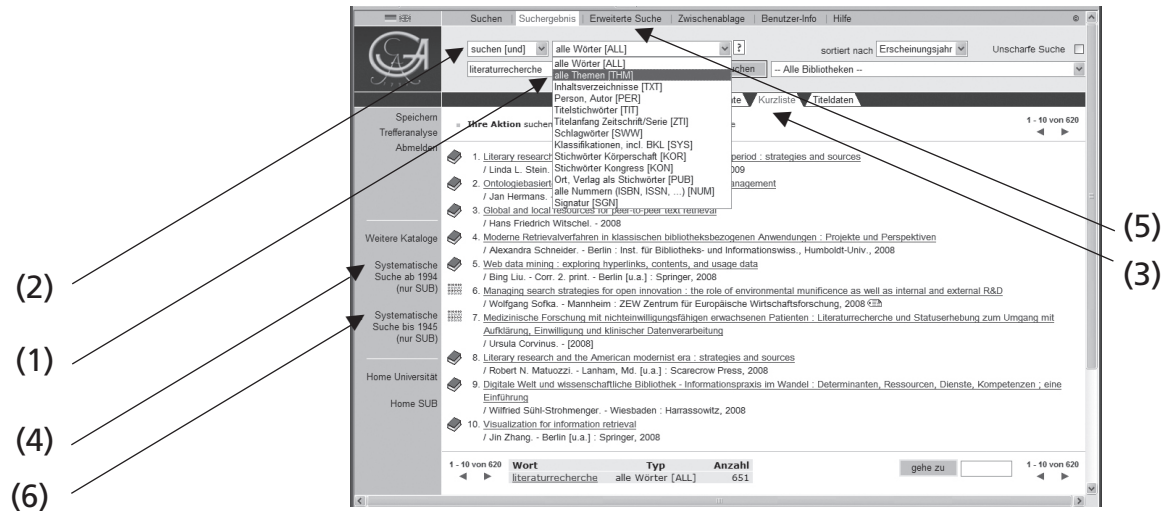 Suchen | Suchergebnis | Erweiterte Suche | Zwischenablage | Benutzer-Info | Hilfe
suchen [und] alle Wörter [ALL] ? sortiert nach Erscheinungsjahr Unscharfe Suche
literaturrecherche -- Alle Bibliotheken --
alle Wörter [ALL]
alle Themen [THM]
Inhaltsverzeichnisse [TXT]
Person, Autor [PER]
Titelstichwörter [TIT]
Titelanfang Zeitschrift/Serie [ZTI]
Schlagwörter [SWW]
Klassifikationen, incl. BKL [SYS]
Stichwörter Körperschaft [KOR]
Stichwörter Kongress [KON]
Ort, Verlag als Stichwörter [PUB]
alle Nummern (ISBN, ISSN, ...) [NUM]
Signatur [SGN]
Kurzliste Titeldaten
Speichern
Trefferanalyse
Abmelden
Weitere Kataloge
Systematische
Suche ab 1994
(nur SUB)
Systematische
Suche bis 1945
(nur SUB)
Home Universität
Home SUB
Ihre Aktion suchen
1 - 10 von 620
1. Literary research period : strategies and sources
/ Linda L. Stein.
2. Ontologiebasiert
/ Jan Hermans. -
3. Global and local resources for peer-to-peer text retrieval
/ Hans Friedrich Witschel. - 2008
4. Moderne Retrievalverfahren in klassischen bibliotheksbezogenen Anwendungen : Projekte und Perspektiven
/ Alexandra Schneider. - Berlin : Inst. für Bibliotheks- und Informationswiss., Humboldt-Univ., 2008
5. Web data mining : exploring hyperlinks, contents, and usage data
/ Bing Liu. - Corr. 2. print. - Berlin [u.a.] : Springer, 2008
6. Managing search strategies for open innovation : the role of environmental munificence as well as internal and external R&D
/ Wolfgang Sofka. - Mannheim : ZEW Zentrum für Europäische Wirtschaftsforschung, 2008
7. Medizinische Forschung mit nichteinwilligungsfähigen erwachsenen Patienten : Literaturrecherche und Statuserhebung zum Umgang mit
Aufklärung, Einwilligung und klinischer Datenverarbeitung
/ Ursula Corvinus. - [2008]
8. Literary research and the American modernist era : strategies and sources
/ Robert N. Matuozzi. - Lanham, Md. [u.a.] : Scarecrow Press, 2008
9. Digitale Welt und wissenschaftliche Bibliothek - Informationspraxis im Wandel : Determinanten, Ressourcen, Dienste, Kompetenzen ; eine
Einführung
/ Wilfried Sühl-Strohmenger. - Wiesbaden : Harrassowitz, 2008
10. Visualization for information retrieval
/ Jin Zhang. - Berlin [u.a.] : Springer, 2008
1 - 10 von 620 Wort Typ Anzahl gehe zu 1 - 10 von 620
literaturrecherche alle Wörter [ALL] 651
(2)
(1)
(4)
(6)
(5)
(3)